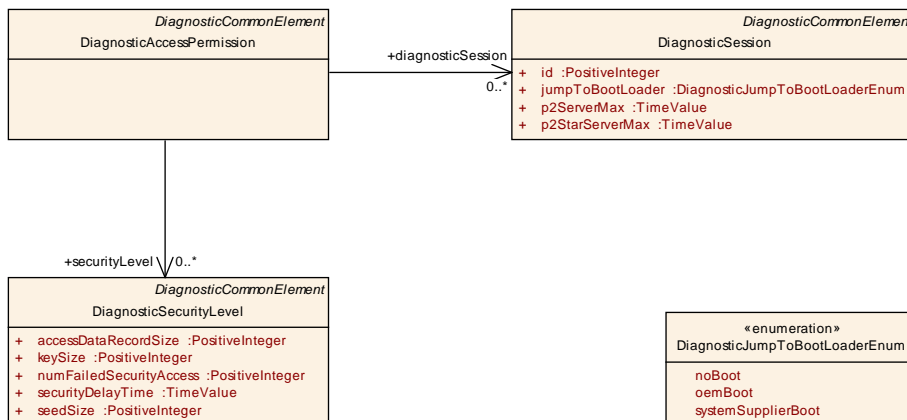 DiagnosticCommonElement
DiagnosticAccessPermission
+diagnosticSession
0..*
DiagnosticCommonElement
DiagnosticSession
+ id :PositiveInteger
+ jumpToBootLoader :DiagnosticJumpToBootLoaderEnum
+ p2ServerMax :TimeValue
+ p2StarServerMax :TimeValue
+securityLevel
0..*
DiagnosticCommonElement
DiagnosticSecurityLevel
+ accessDataRecordSize :PositiveInteger
+ keySize :PositiveInteger
+ numFailedSecurityAccess :PositiveInteger
+ securityDelayTime :TimeValue
+ seedSize :PositiveInteger
«enumeration»
DiagnosticJumpToBootLoaderEnum
noBoot
oemBoot
systemSupplierBoot